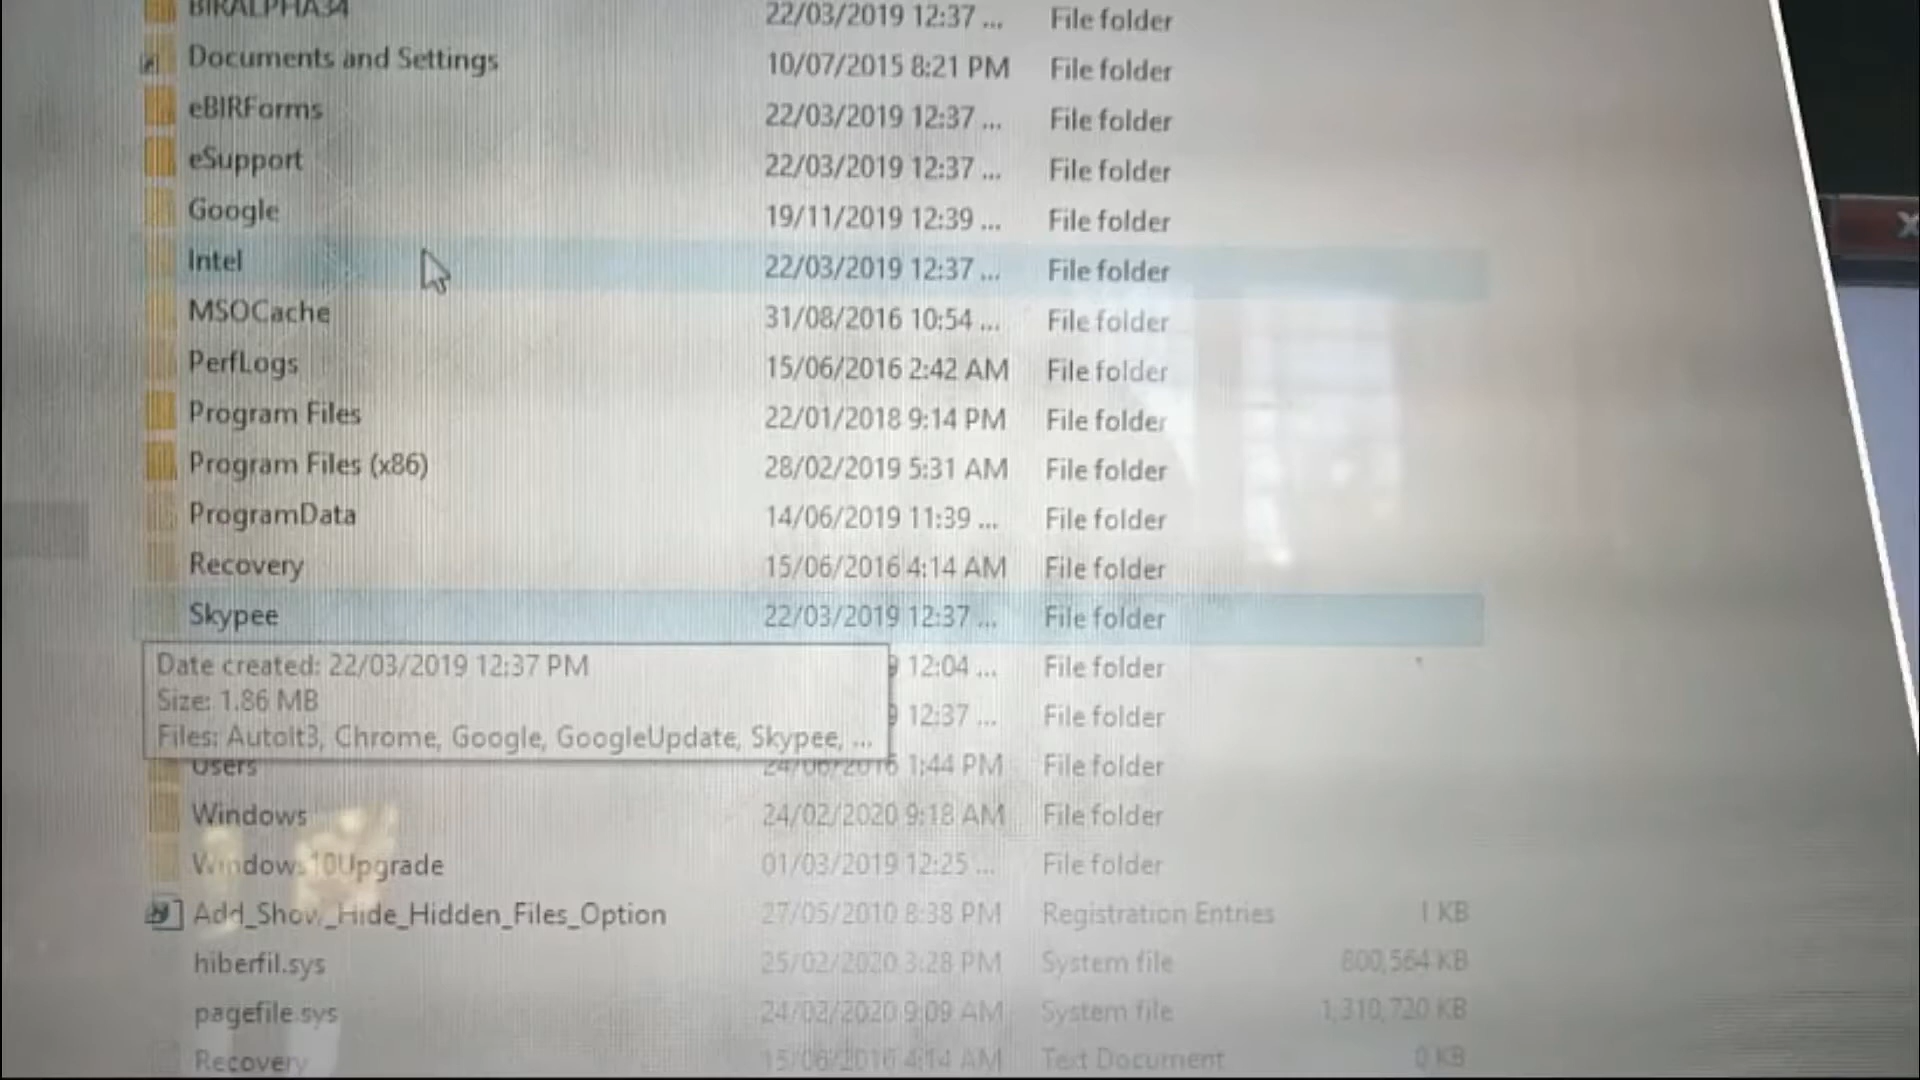 BIRALPHA34 22/03/2019 12:37 ... File folder
Documents and Settings 10/07/2015 8:21 PM File folder
eBIRForms 22/03/2019 12:37 ... File folder
eSupport 22/03/2019 12:37 ... File folder
Google 19/11/2019 12:39 ... File folder
Intel 22/03/2019 12:37 ... File folder
MSOCache 31/08/2016 10:54 ... File folder
PerfLogs 15/06/2016 2:42 AM File folder
Program Files 22/01/2018 9:14 PM File folder
Program Files (x86) 28/02/2019 5:31 AM File folder
ProgramData 14/06/2019 11:39 ... File folder
Recovery 15/06/2016 4:14 AM File folder
Skypee 22/03/2019 12:37 ... File folder
Date created: 22/03/2019 12:37 PM
Size: 1.86 MB
Files: AutoIt3, Chrome, Google, GoogleUpdate, Skypee, ...
9 12:04 ... File folder
9 12:37 ... File folder
Users 24/06/2016 1:44 PM File folder
Windows 24/02/2020 9:18 AM File folder
Windows10Upgrade 01/03/2019 12:25 ... File folder
Add_Show_Hide_Hidden_Files_Option 27/05/2010 8:38 PM Registration Entries 1 KB
hiberfil.sys 25/02/2020 3:28 PM System file 800,564 KB
pagefile.sys 24/02/2020 9:09 AM System file 1,310,720 KB
Recovery 15/06/2016 4:14 AM Text Document 0 KB